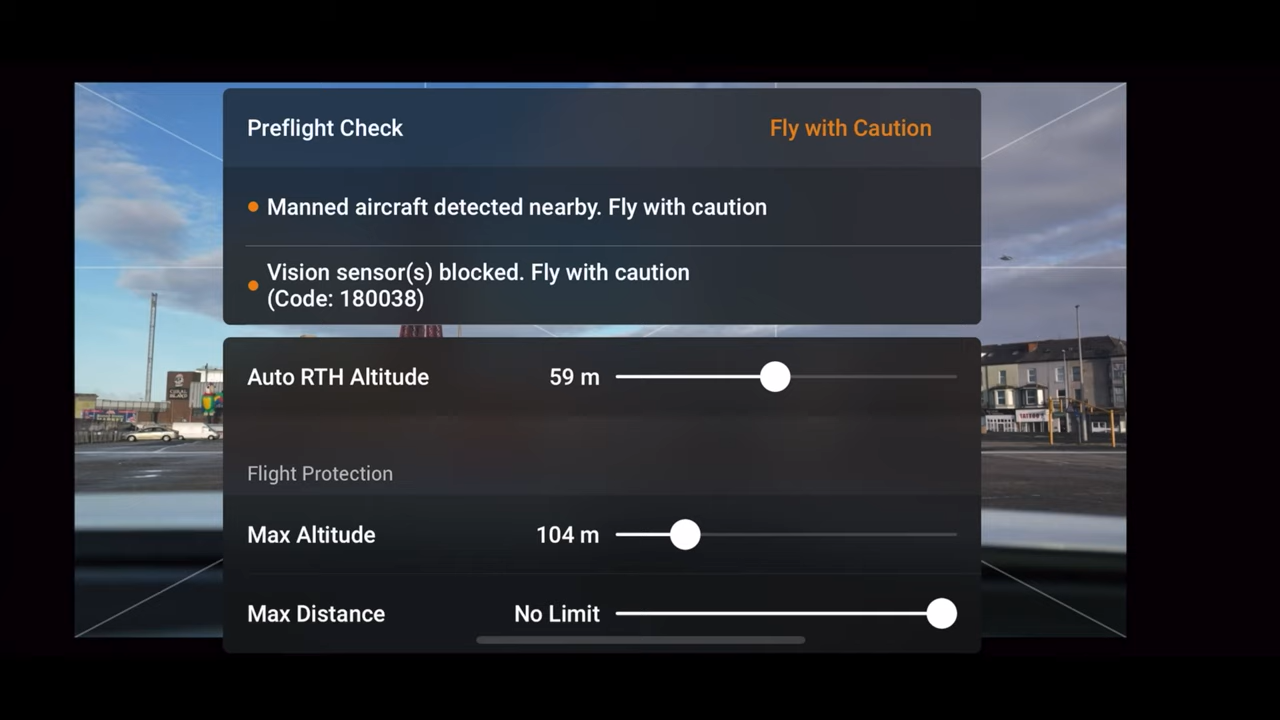 Preflight Check
Fly with Caution
Manned aircraft detected nearby. Fly with caution
Vision sensor(s) blocked. Fly with caution
(Code: 180038)
Auto RTH Altitude
59 m
Flight Protection
Max Altitude
104 m
Max Distance
No Limit